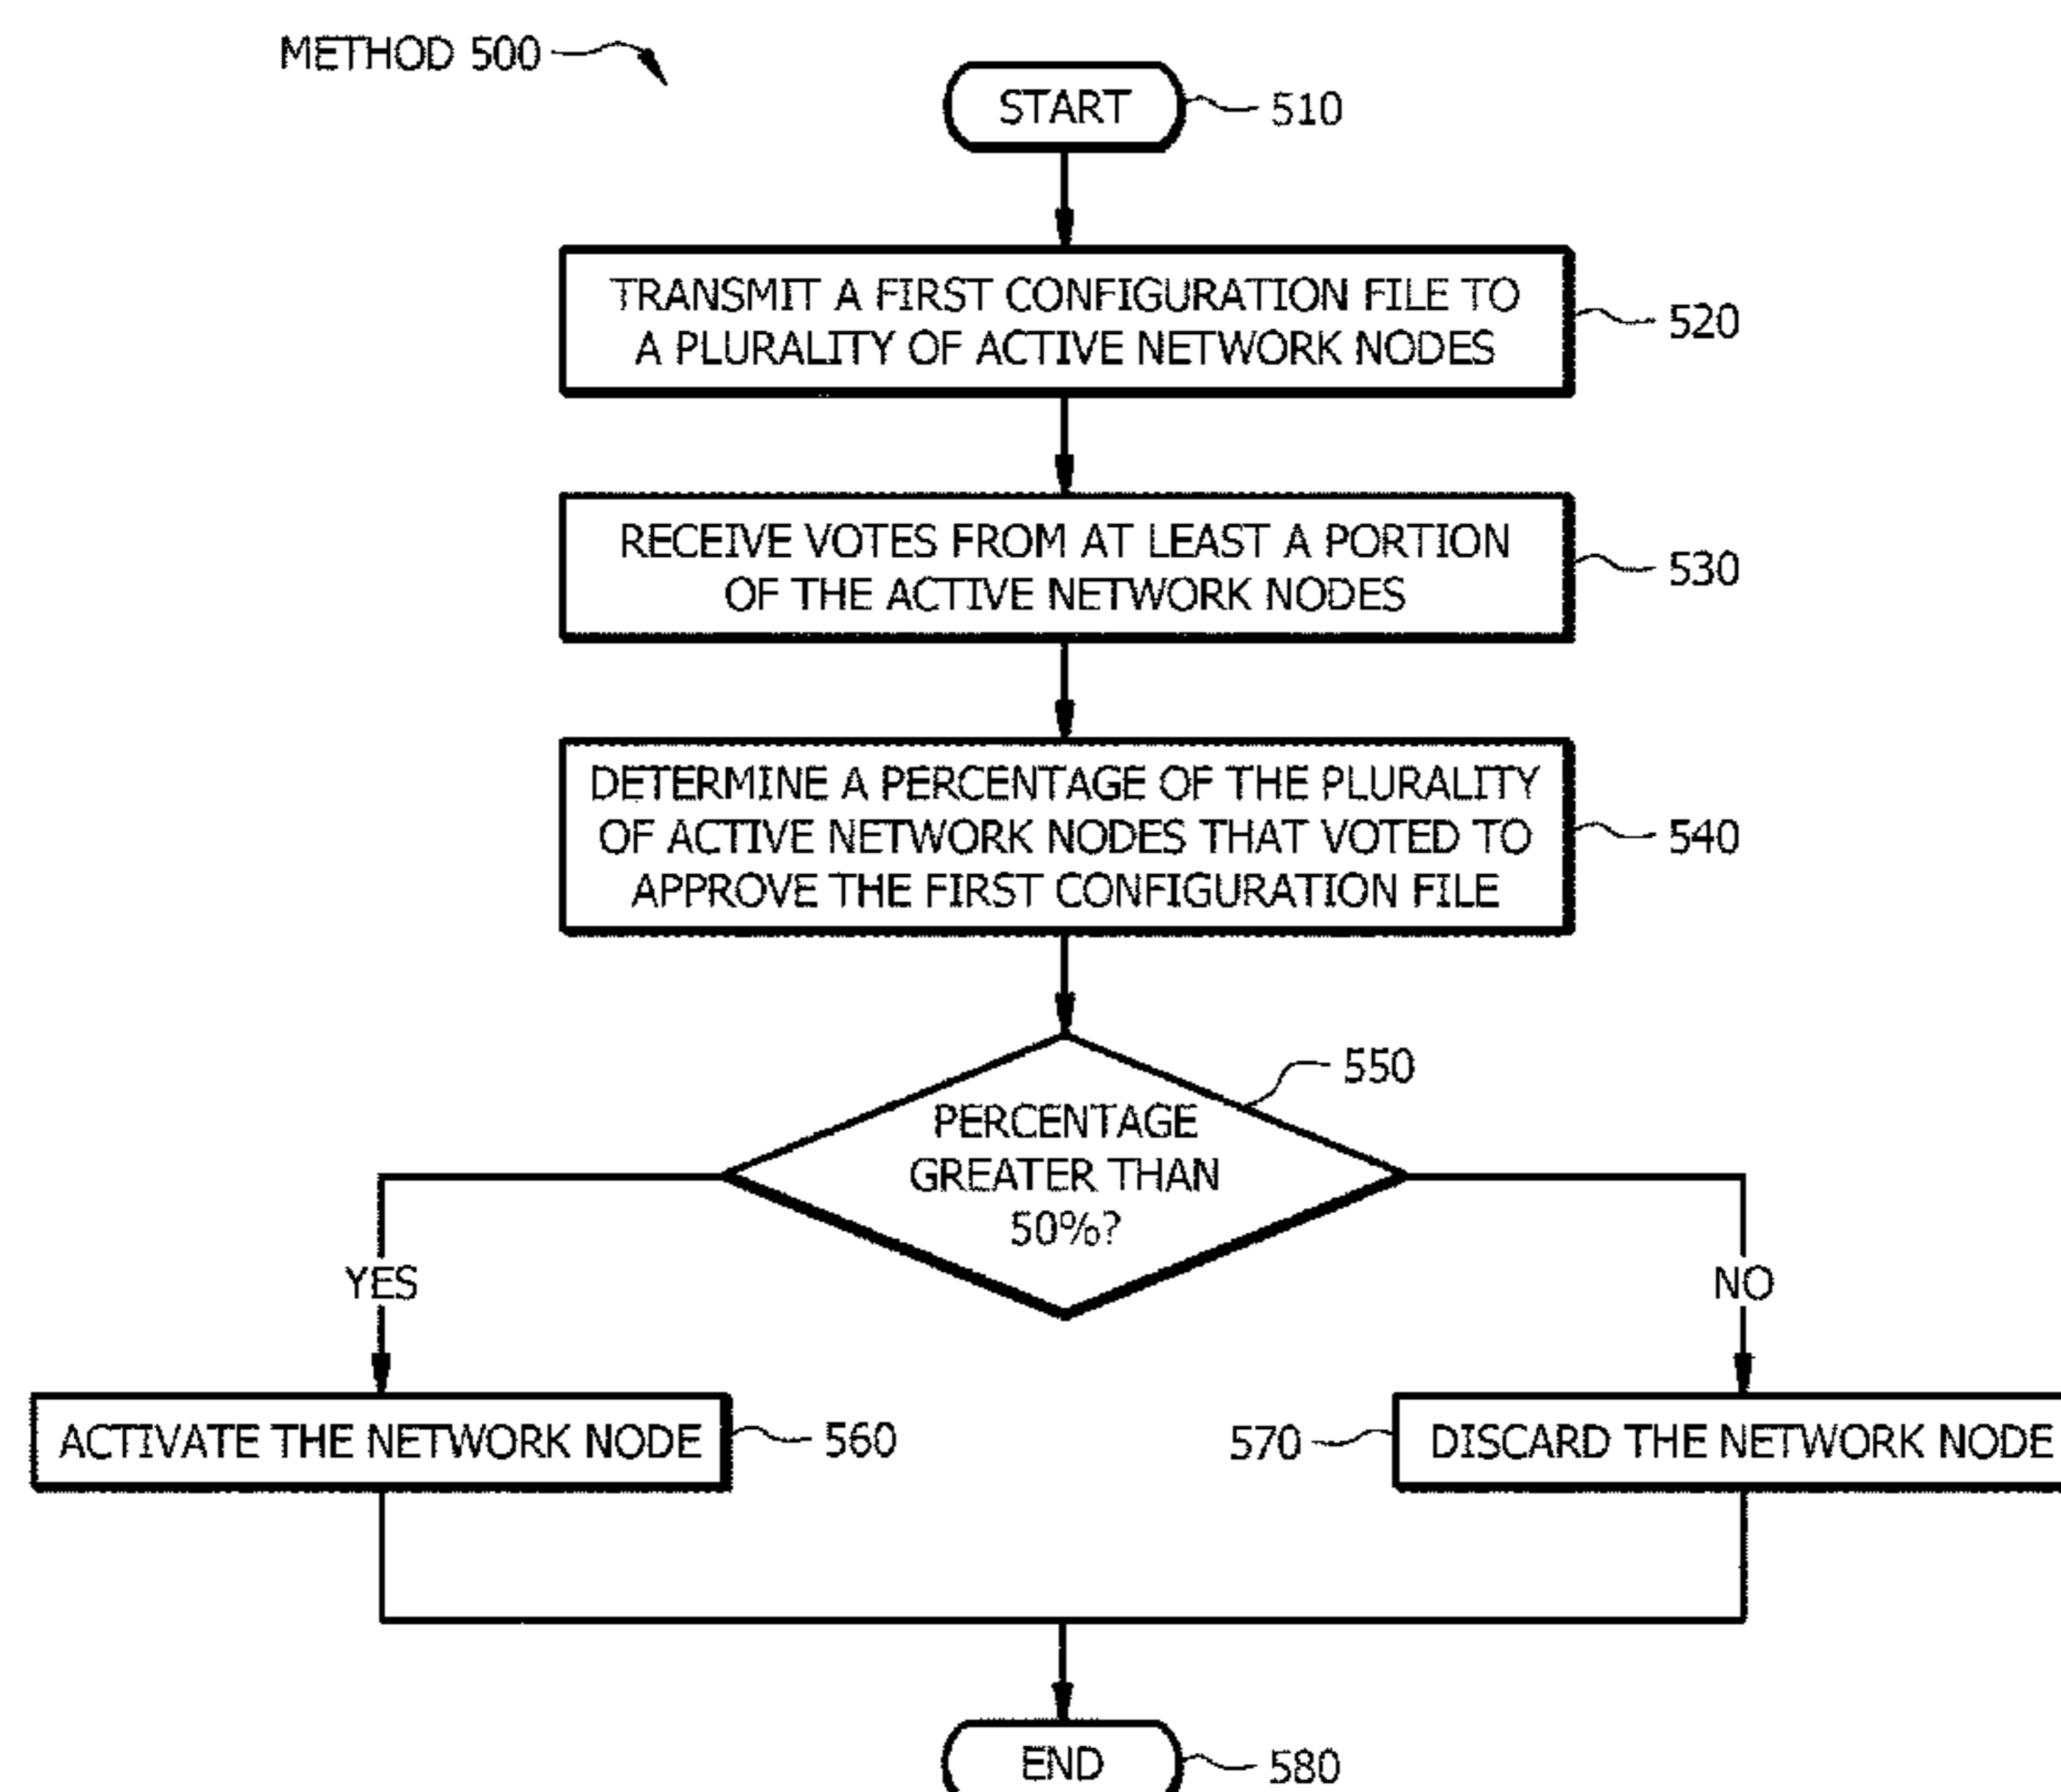 METHOD 500
START
510
TRANSMIT A FIRST CONFIGURATION FILE TO
A PLURALITY OF ACTIVE NETWORK NODES
520
RECEIVE VOTES FROM AT LEAST A PORTION
OF THE ACTIVE NETWORK NODES
530
DETERMINE A PERCENTAGE OF THE PLURALITY
OF ACTIVE NETWORK NODES THAT VOTED TO
APPROVE THE FIRST CONFIGURATION FILE
540
550
PERCENTAGE
GREATER THAN
50%?
YES
NO
ACTIVATE THE NETWORK NODE
560
570
DISCARD THE NETWORK NODE
END
580